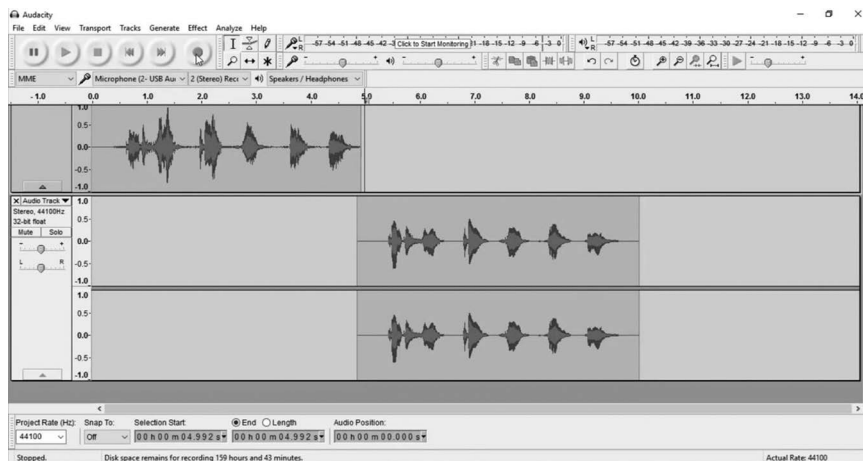 Audacity
File Edit View Transport Tracks Generate Effect Analyze Help
L R -57 -54 -51 -48 -45 -42 -3 Click to Start Monitoring -18 -15 -12 -9 -6 -3 0
L R -57 -54 -51 -48 -45 -42 -39 -36 -33 -30 -27 -24 -21 -18 -15 -12 -9 -6 -3 0
MME Microphone (2- USB Au 2 (Stereo) Rec Speakers / Headphones
- 1.0 0.0 1.0 2.0 3.0 4.0 5.0 6.0 7.0 8.0 9.0 10.0 11.0 12.0 13.0 14.0
1.0
0.5-
0.0-
-0.5-
-1.0
X Audio Track 1.0
Stereo, 44100Hz
32-bit float 0.5-
Mute Solo
- + 0.0-
L R -0.5-
-1.0
1.0
0.5-
0.0-
-0.5-
-1.0
Project Rate (Hz): Snap To: Selection Start: End Length Audio Position:
44100 Off 00 h 00 m 04.992 s 00 h 00 m 04.992 s 00 h 00 m 00.000 s
Stopped. Disk space remains for recording 159 hours and 43 minutes. Actual Rate: 44100